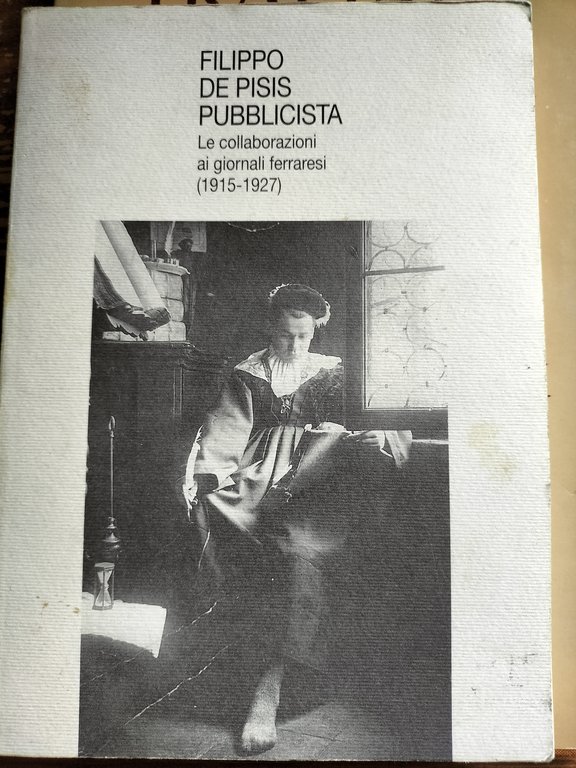 FILIPPO
DE PISIS
PUBBLICISTA
Le collaborazioni
ai giornali ferraresi
(1915-1927)